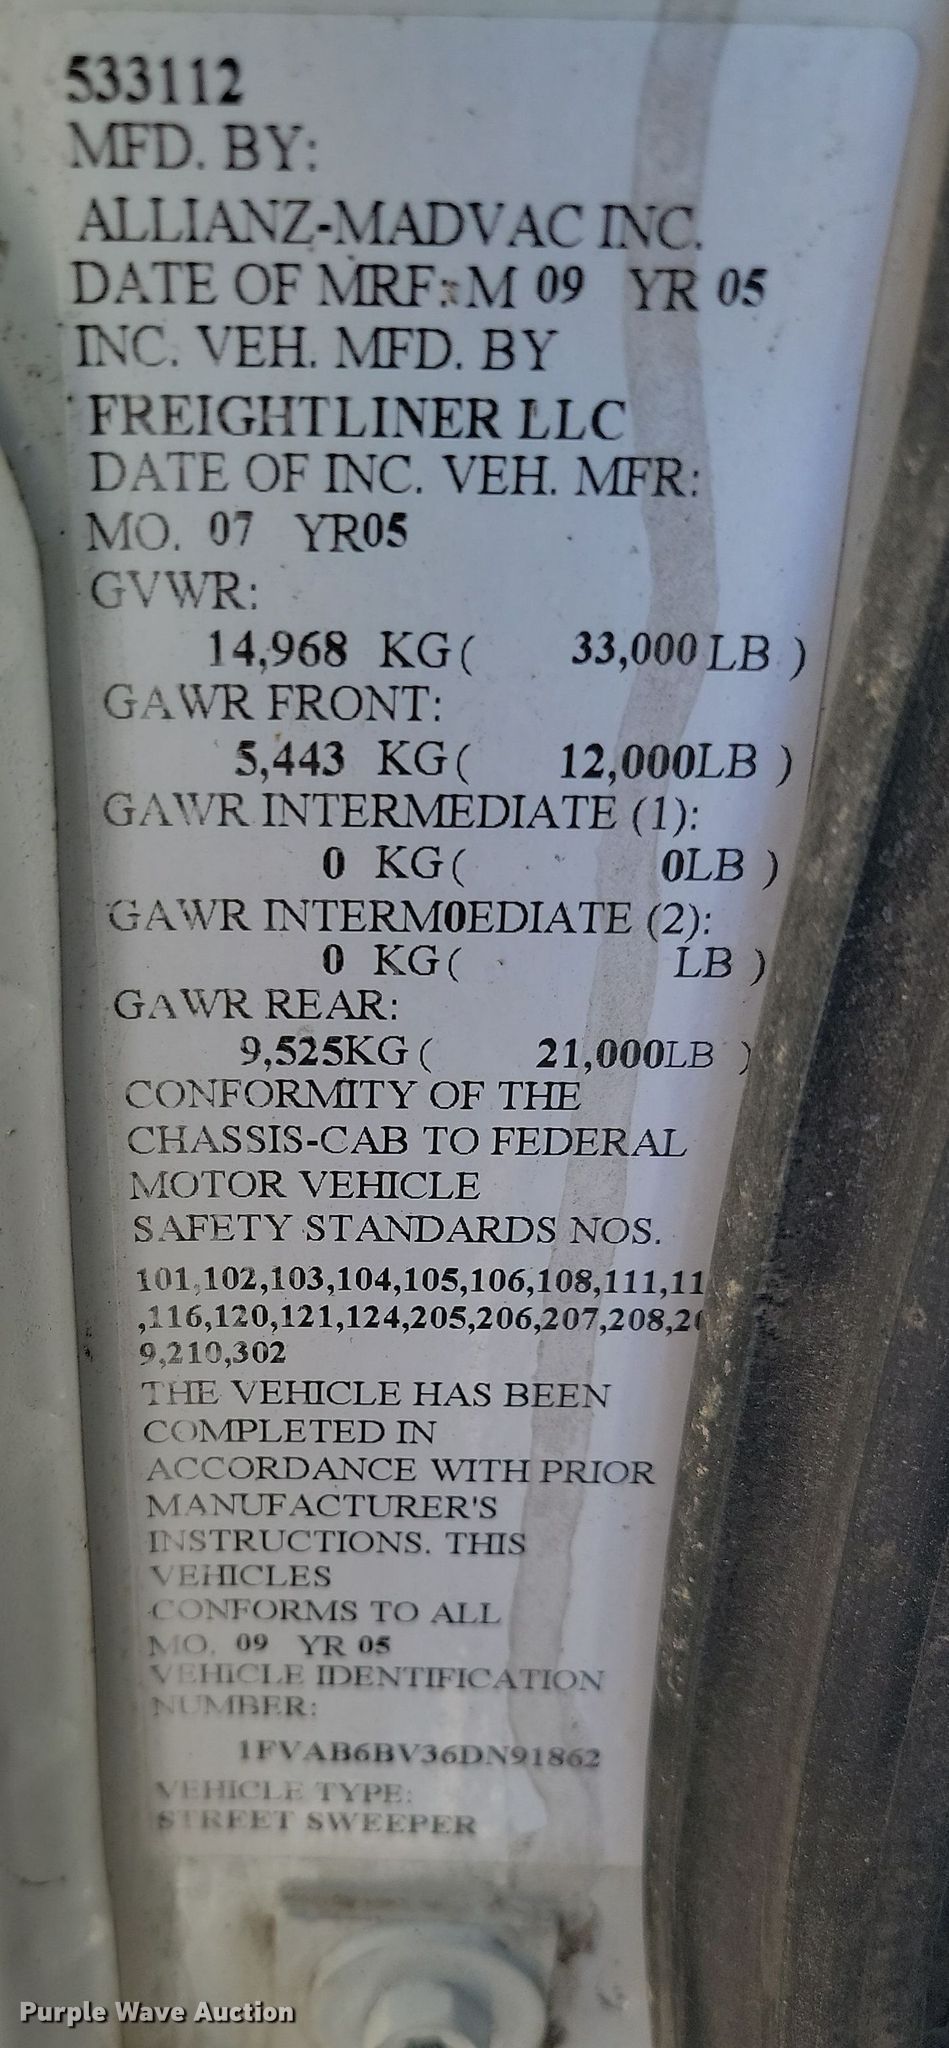 533112
MFD. BY:
ALLIANZ-MADVAC INC.
DATE OF MRF: M 09 YR 05
INC. VEH. MFD. BY
FREIGHTLINER LLC
DATE OF INC. VEH. MFR:
MO. 07 YR05
GVWR:
14,968 KG( 33,000 LB )
GAWR FRONT:
5,443 KG( 12,000LB )
GAWR INTERMEDIATE (1):
0 KG( 0LB )
GAWR INTERM0EDIATE (2):
0 KG( LB )
GAWR REAR:
9,525KG( 21,000LB )
CONFORMITY OF THE
CHASSIS-CAB TO FEDERAL
MOTOR VEHICLE
SAFETY STANDARDS NOS.
101,102,103,104,105,106,108,111,11
,116,120,121,124,205,206,207,208,20
9,210,302
THE VEHICLE HAS BEEN
COMPLETED IN
ACCORDANCE WITH PRIOR
MANUFACTURER'S
INSTRUCTIONS. THIS
VEHICLES
CONFORMS TO ALL
MO. 09 YR 05
VEHICLE IDENTIFICATION
NUMBER:
1FVAB6BV36DN91862
VEHICLE TYPE:
STREET SWEEPER
Purple Wave Auction